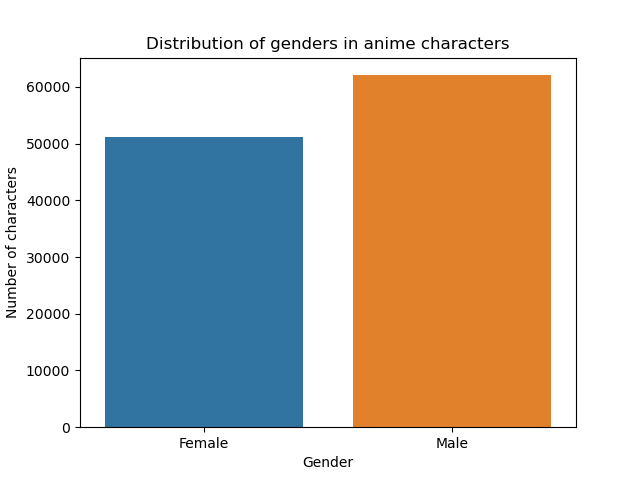 Distribution of genders in anime characters
Number of characters
60000
50000
40000
30000
20000
10000
0
Female
Male
Gender